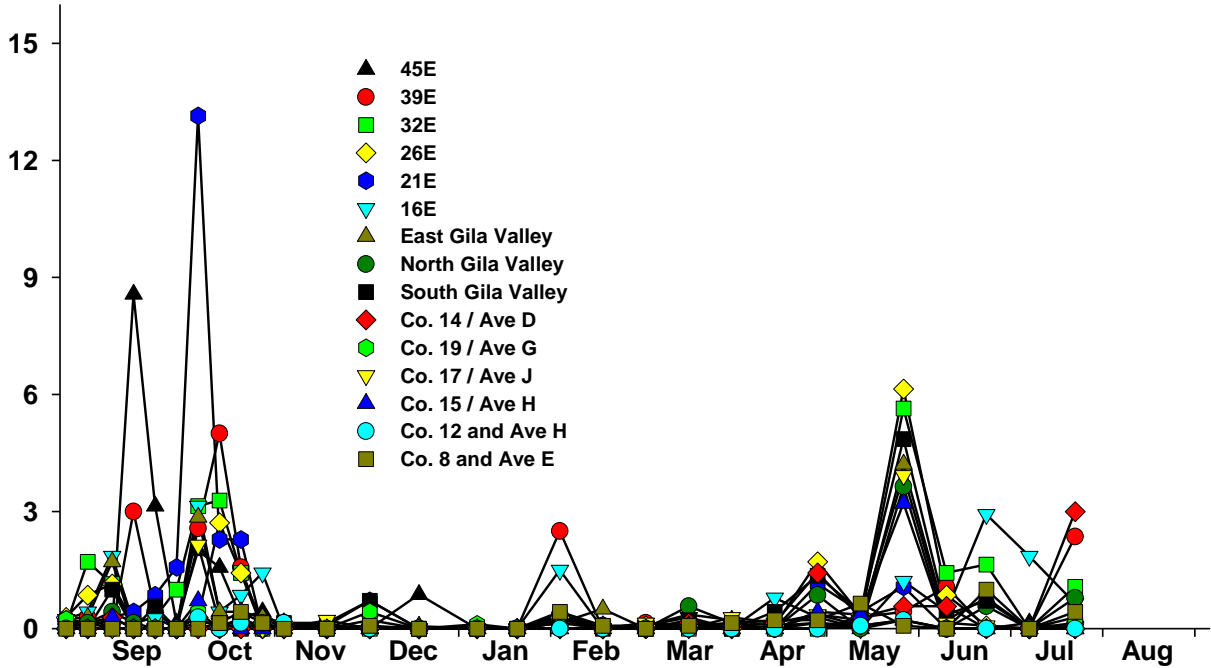 15
12
9
6
3
0
45E
39E
32E
26E
21E
16E
East Gila Valley
North Gila Valley
South Gila Valley
Co. 14 / Ave D
Co. 19 / Ave G
Co. 17 / Ave J
Co. 15 / Ave H
Co. 12 and Ave H
Co. 8 and Ave E
Sep Oct Nov Dec Jan Feb Mar Apr May Jun Jul Aug